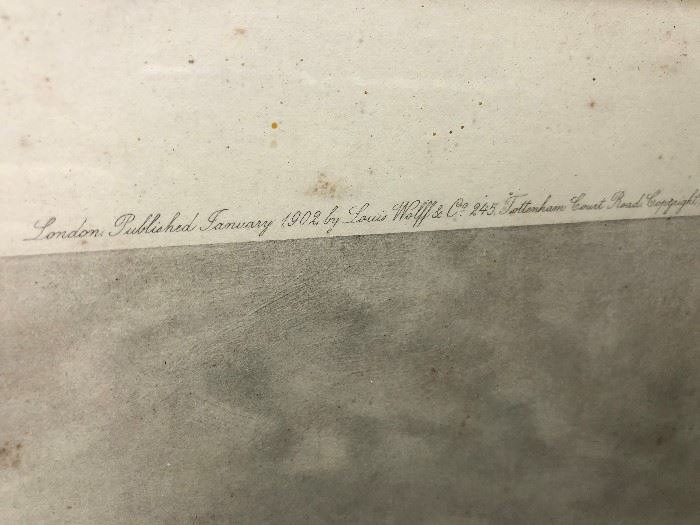 London. Published January 1902, by Louis Wolff & Co. 245, Tottenham Court Road Copyright.